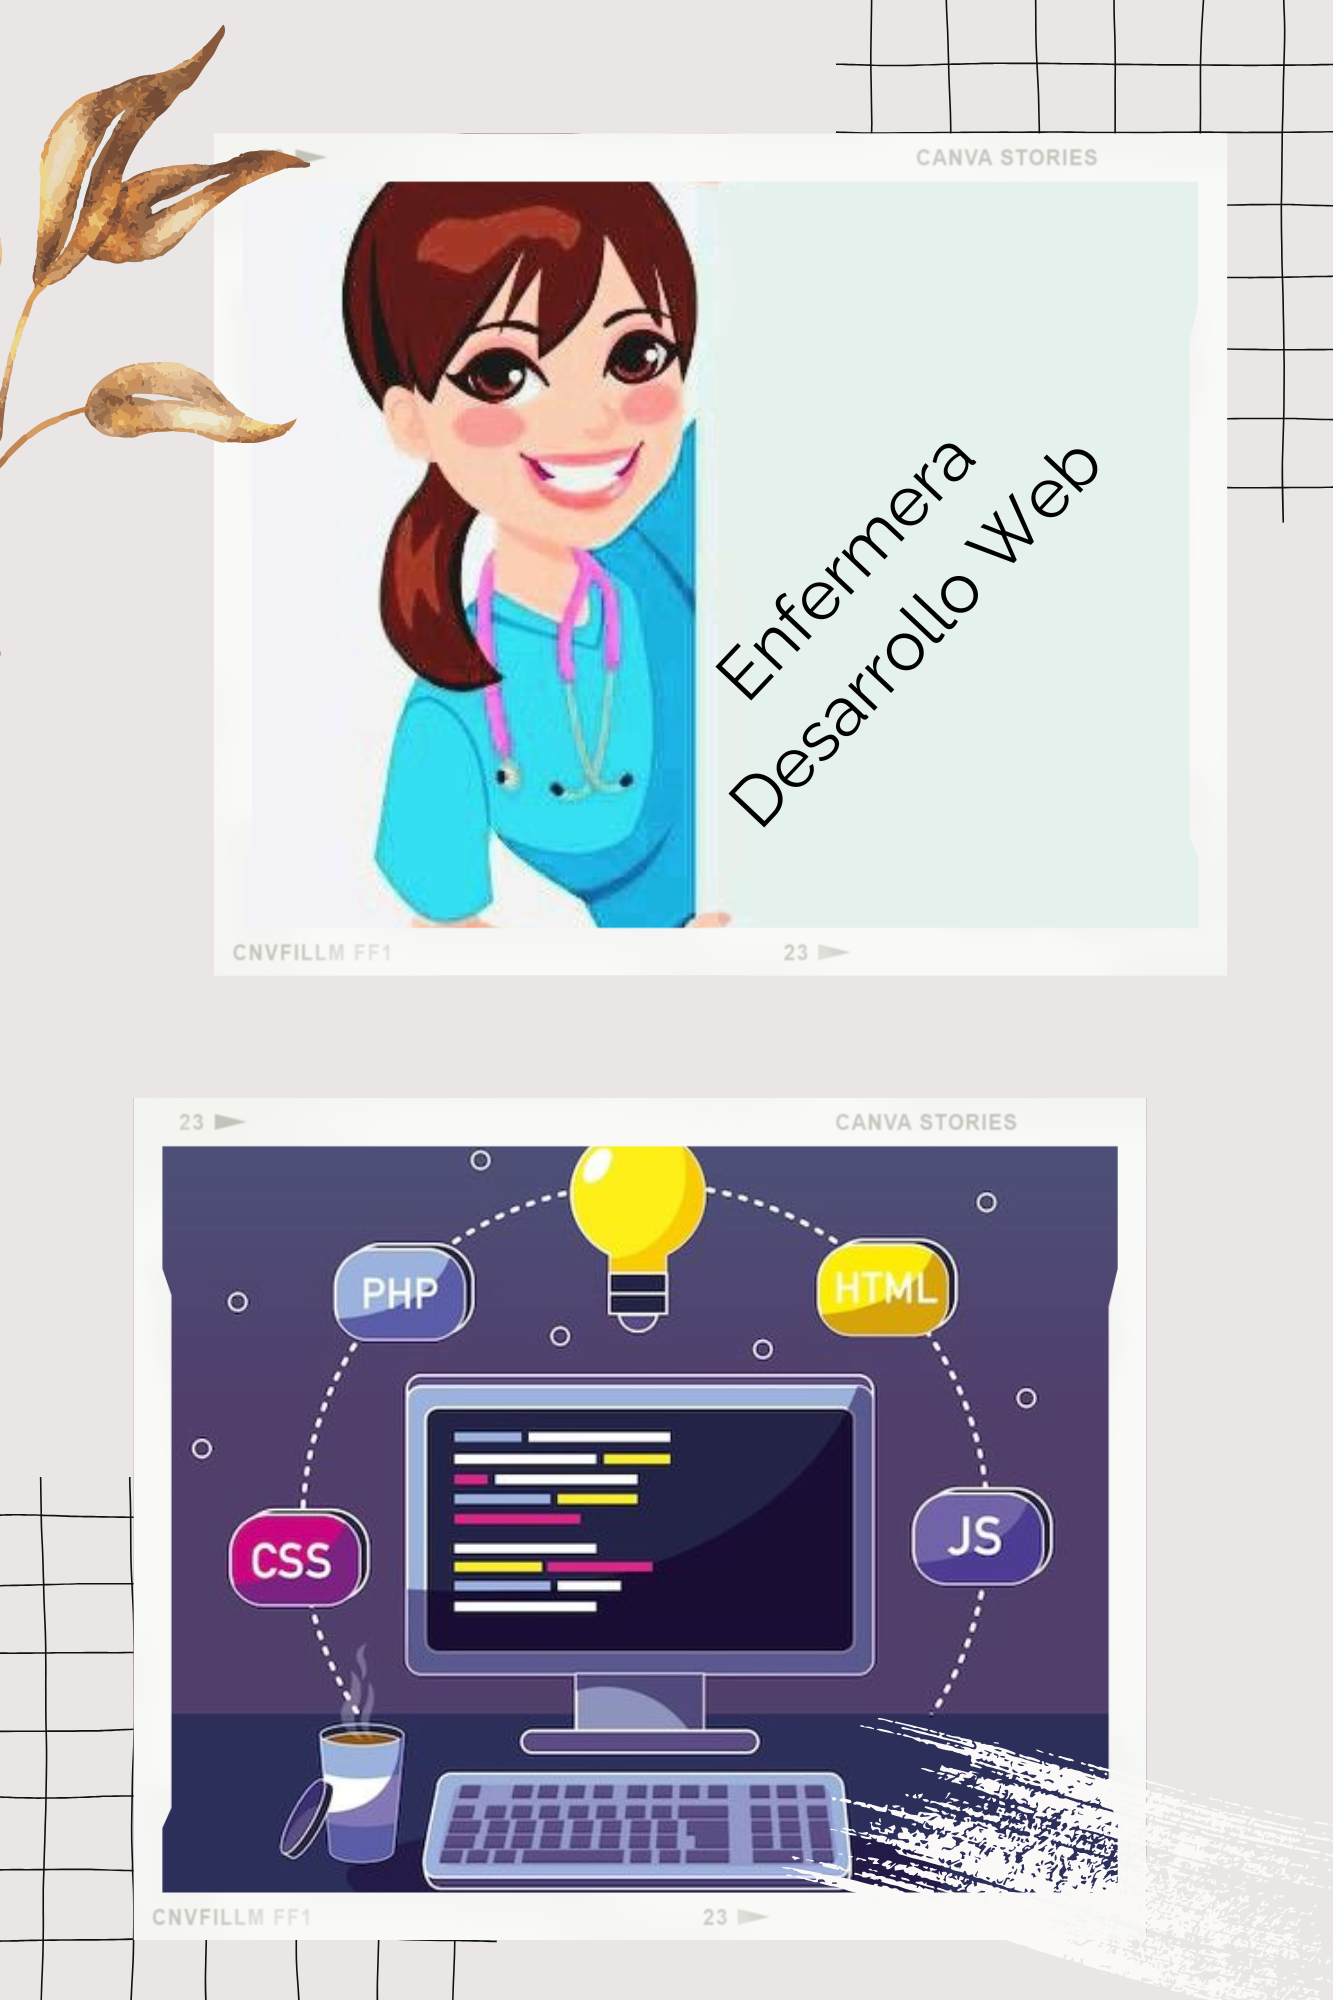 CANVA STORIES
Enfermera
Desarrollo Web
CNVFILLM FF1
23
23
CANVA STORIES
PHP
HTML
CSS
JS
CNVFILLM FF1
23